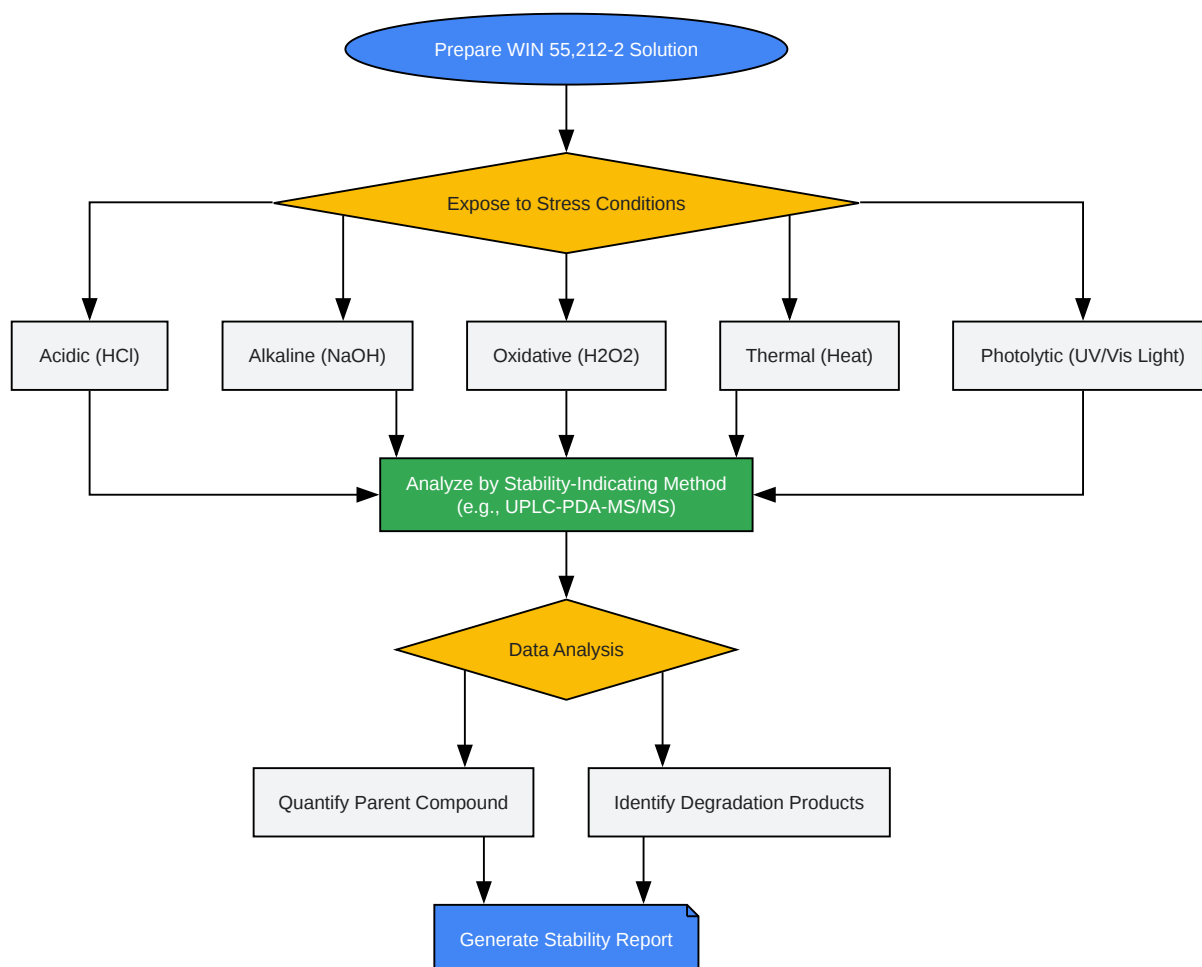 Prepare WIN 55,212-2 Solution
Expose to Stress Conditions
Acidic (HCl)
Alkaline (NaOH)
Oxidative (H2O2)
Thermal (Heat)
Photolytic (UV/Vis Light)
Analyze by Stability-Indicating Method
(e.g., UPLC-PDA-MS/MS)
Data Analysis
Quantify Parent Compound
Identify Degradation Products
Generate Stability Report